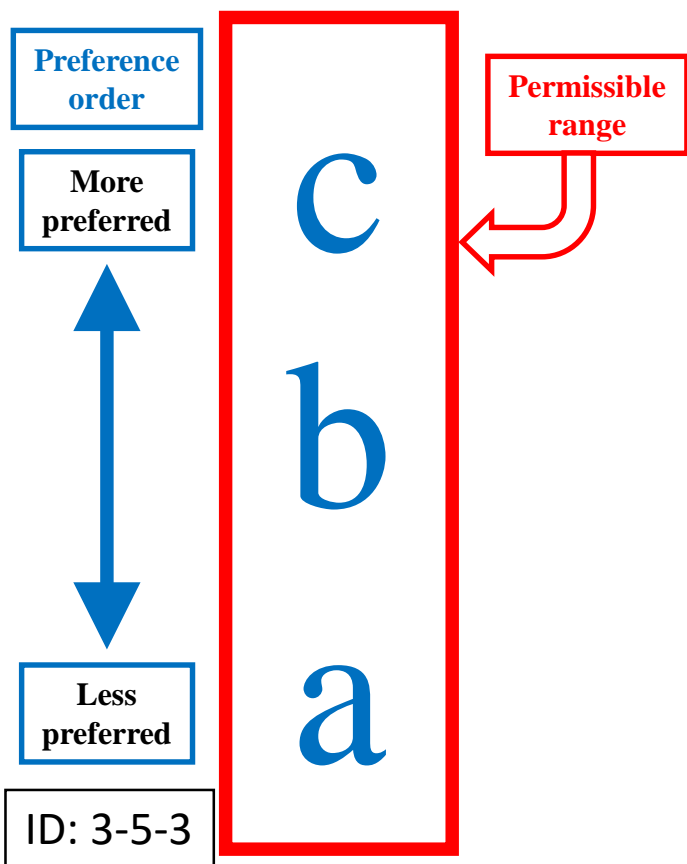 Preference
order
More
preferred
c
b
a
Less
preferred
Permissible
range
ID: 3-5-3